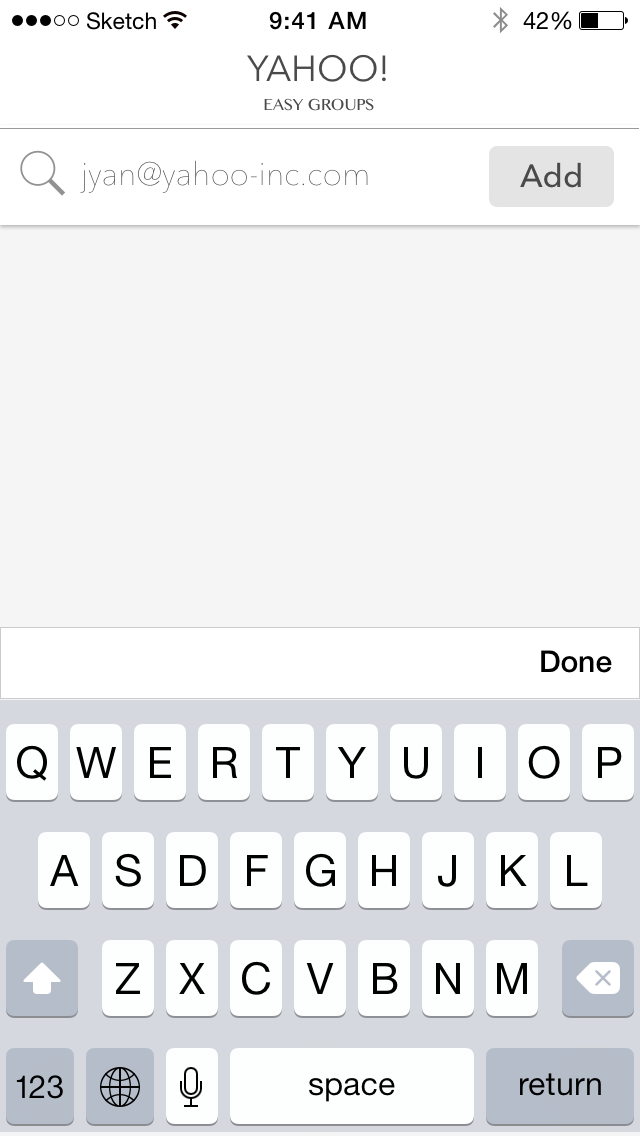 Sketch 9:41 AM 42%
YAHOO!
EASY GROUPS
jyan@yahoo-inc.com Add
Done
Q W E R T Y U I O P
A S D F G H J K L
Z X C V B N M
123 space return